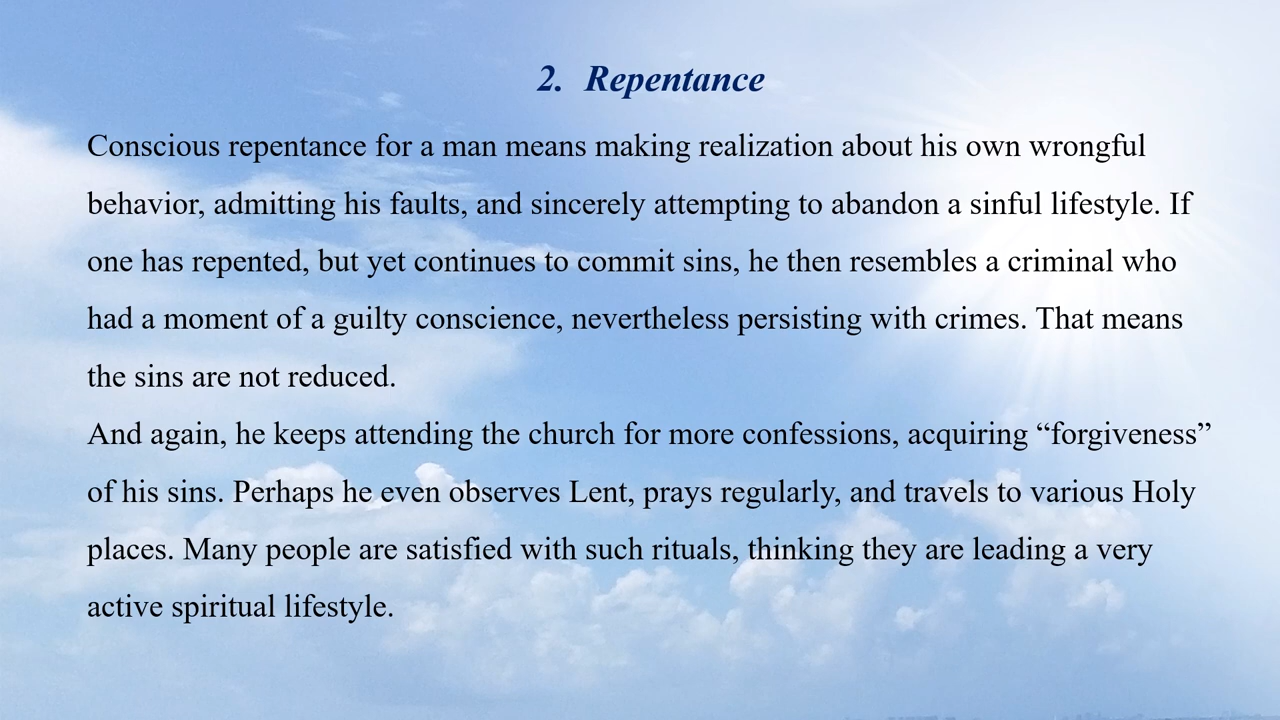 2. Repentance
Conscious repentance for a man means making realization about his own wrongful
behavior, admitting his faults, and sincerely attempting to abandon a sinful lifestyle. If
one has repented, but yet continues to commit sins, he then resembles a criminal who
had a moment of a guilty conscience, nevertheless persisting with crimes. That means
the sins are not reduced.
And again, he keeps attending the church for more confessions, acquiring “forgiveness”
of his sins. Perhaps he even observes Lent, prays regularly, and travels to various Holy
places. Many people are satisfied with such rituals, thinking they are leading a very
active spiritual lifestyle.